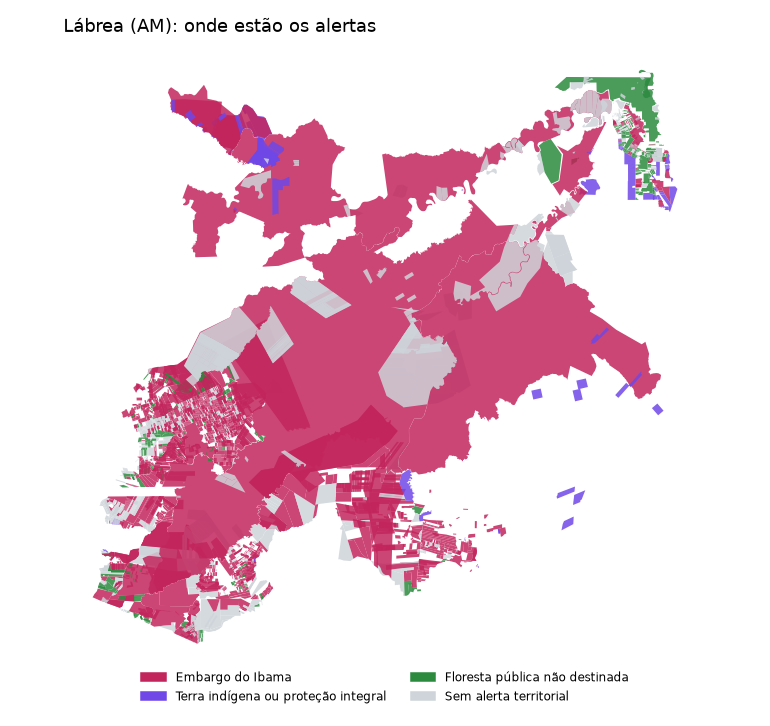 Lábrea (AM): onde estão os alertas
Embargo do Ibama
Terra indígena ou proteção integral
Floresta pública não destinada
Sem alerta territorial